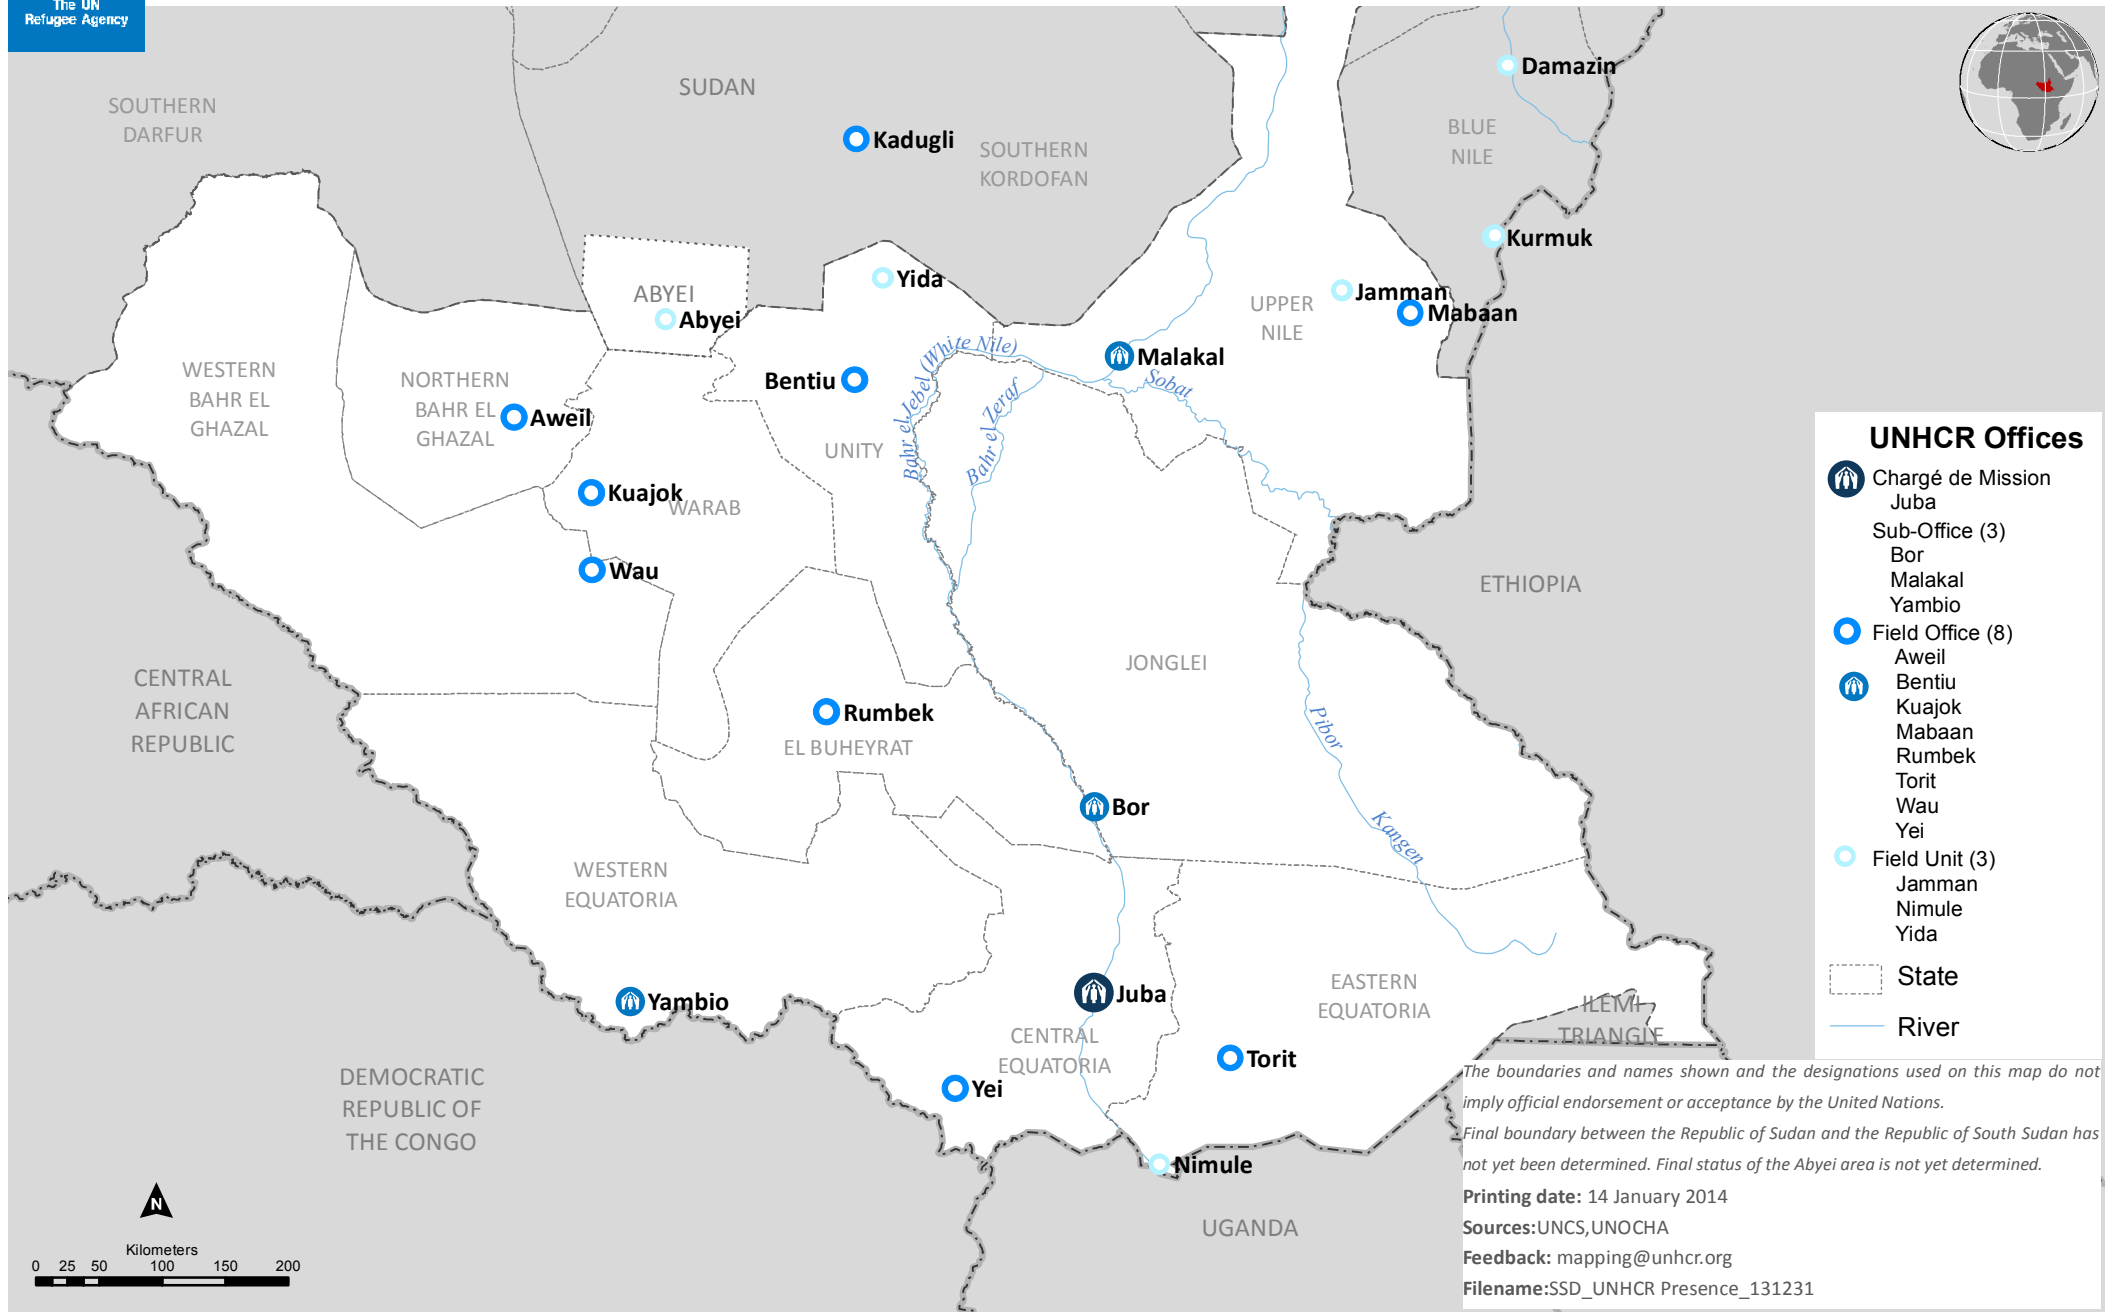 The UN
Refugee Agency
SUDAN
SOUTHERN
DARFUR
Kadugli
SOUTHERN
KORDOFAN
Damazin
BLUE
NILE
Kurmuk
Yida
ABYEI
Abyei
UPPER
NILE
Jamman
Mabaan
Malakal
Bahr el Jebel (White Nile)
Bahr el Zeraf
Sobat
WESTERN
BAHR EL
GHAZAL
NORTHERN
BAHR EL
GHAZAL
Aweil
Bentiu
UNITY
Kuajok
WARAB
Wau
ETHIOPIA
JONGLEI
CENTRAL
AFRICAN
REPUBLIC
Rumbek
EL BUHEYRAT
Pibor
Kangen
Bor
WESTERN
EQUATORIA
Yambio
Juba
CENTRAL
EQUATORIA
EASTERN
EQUATORIA
ILEMI
TRIANGLE
Torit
Yei
DEMOCRATIC
REPUBLIC OF
THE CONGO
Nimule
UGANDA
N
Kilometers
0 25 50 100 150 200
UNHCR Offices
Chargé de Mission
Juba
Sub-Office (3)
Bor
Malakal
Yambio
Field Office (8)
Aweil
Bentiu
Kuajok
Mabaan
Rumbek
Torit
Wau
Yei
Field Unit (3)
Jamman
Nimule
Yida
State
River
The boundaries and names shown and the designations used on this map do not
imply official endorsement or acceptance by the United Nations.
Final boundary between the Republic of Sudan and the Republic of South Sudan has
not yet been determined. Final status of the Abyei area is not yet determined.
Printing date: 14 January 2014
Sources:UNCS,UNOCHA
Feedback: mapping@unhcr.org
Filename:SSD_UNHCR Presence_131231